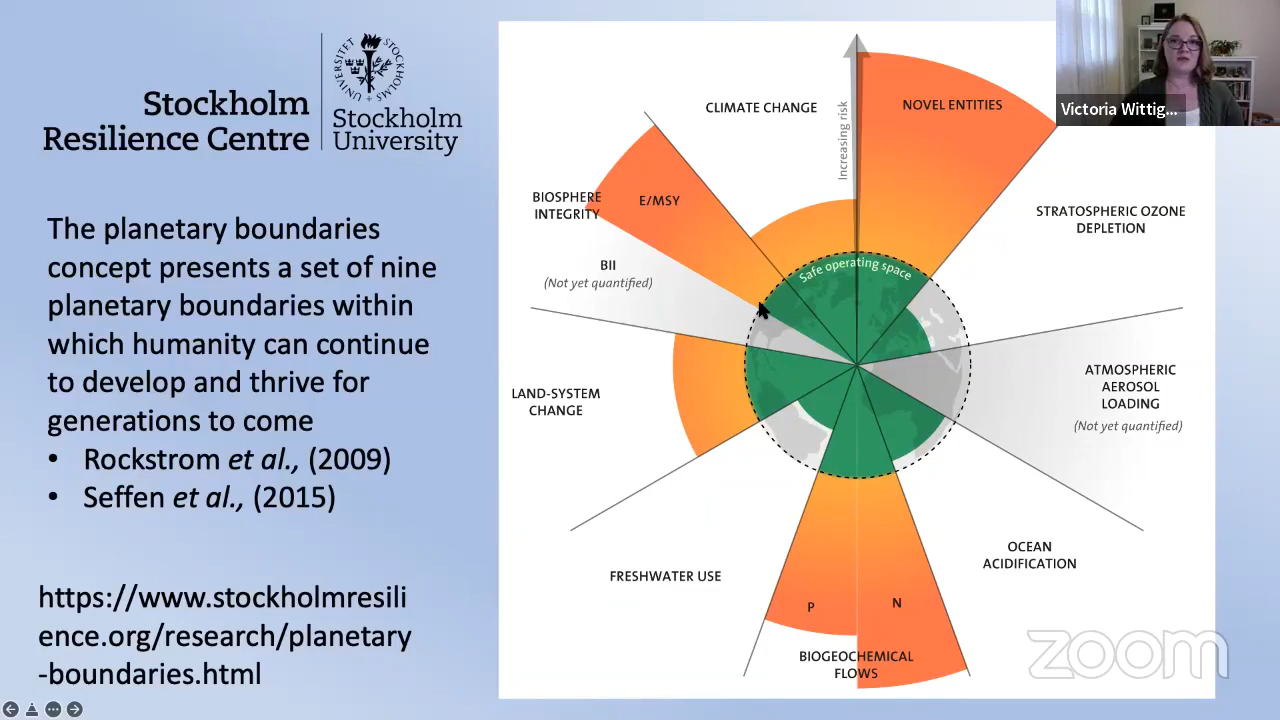 Stockholm
Resilience Centre
STOCKHOLMS UNIVERSITET
Stockholm
University
The planetary boundaries
concept presents a set of nine
planetary boundaries within
which humanity can continue
to develop and thrive for
generations to come
• Rockstrom et al., (2009)
• Seffen et al., (2015)
https://www.stockholmresili
ence.org/research/planetary
-boundaries.html
CLIMATE CHANGE
Increasing risk
NOVEL ENTITIES
BIOSPHERE
INTEGRITY
E/MSY
STRATOSPHERIC OZONE
DEPLETION
BII
(Not yet quantified)
Safe operating space
LAND-SYSTEM
CHANGE
ATMOSPHERIC
AEROSOL
LOADING
(Not yet quantified)
FRESHWATER USE
OCEAN
ACIDIFICATION
P
N
BIOGEOCHEMICAL
FLOWS
Victoria Wittig...
zoom